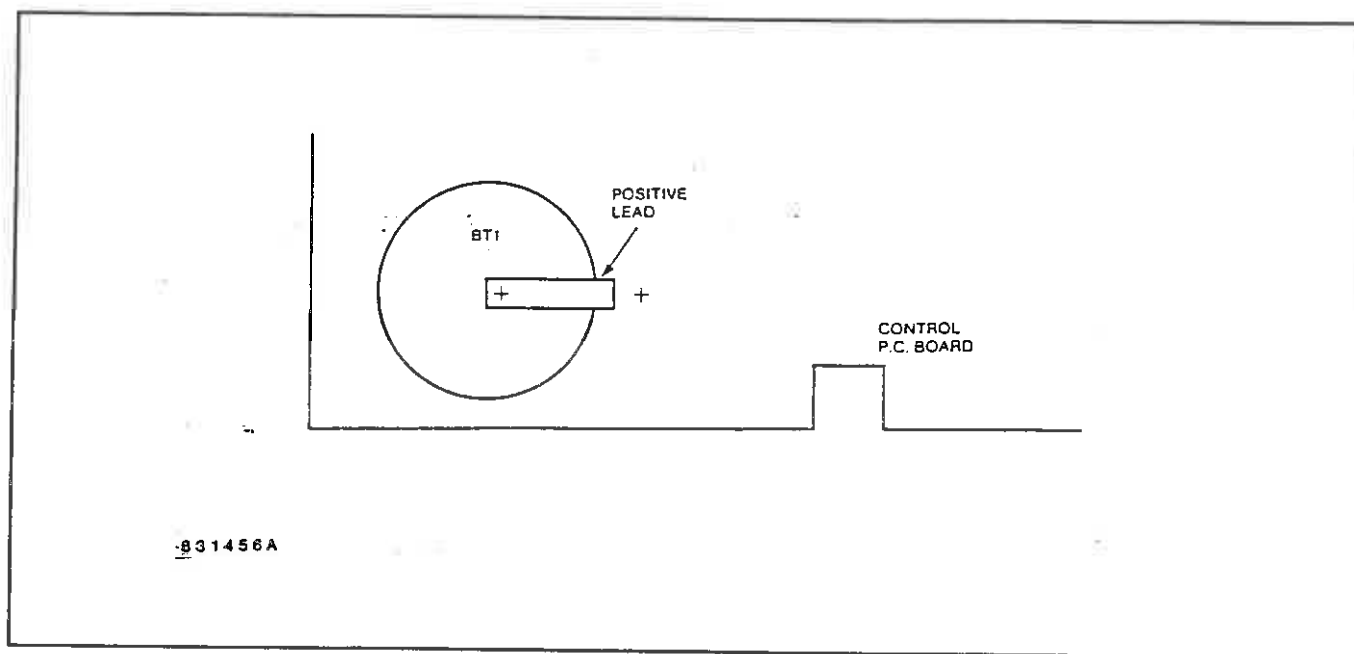 POSITIVE
LEAD
BT1
+ +
CONTROL
P.C. BOARD
831456A